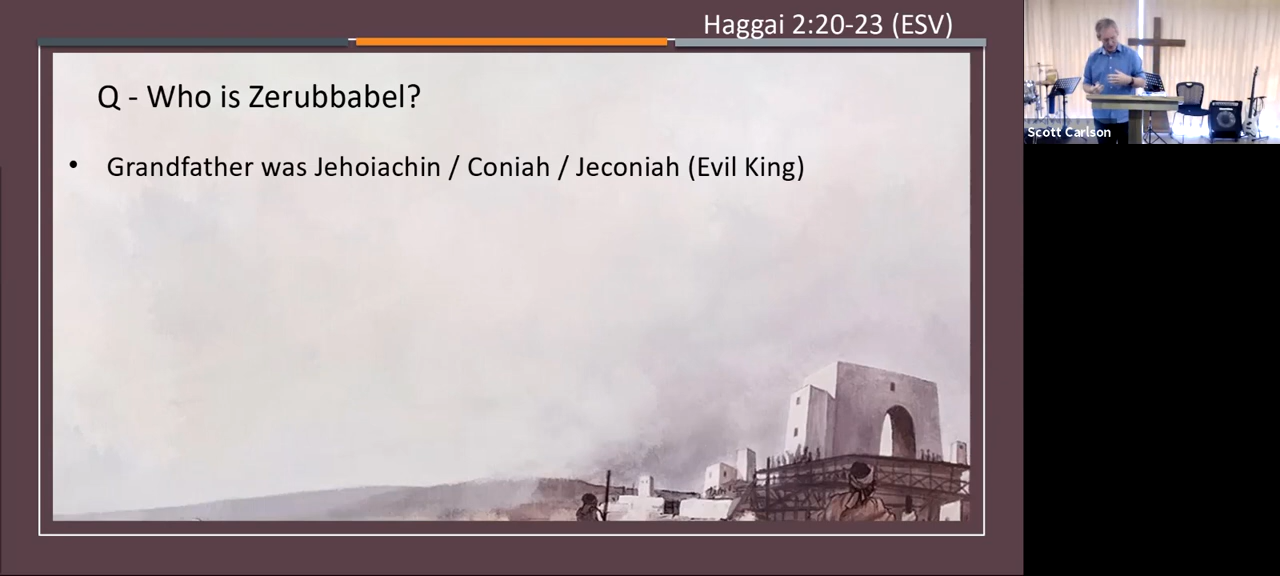 Haggai 2:20-23 (ESV)
Q - Who is Zerubbabel?
• Grandfather was Jehoiachin / Coniah / Jeconiah (Evil King)
Scott Carlson